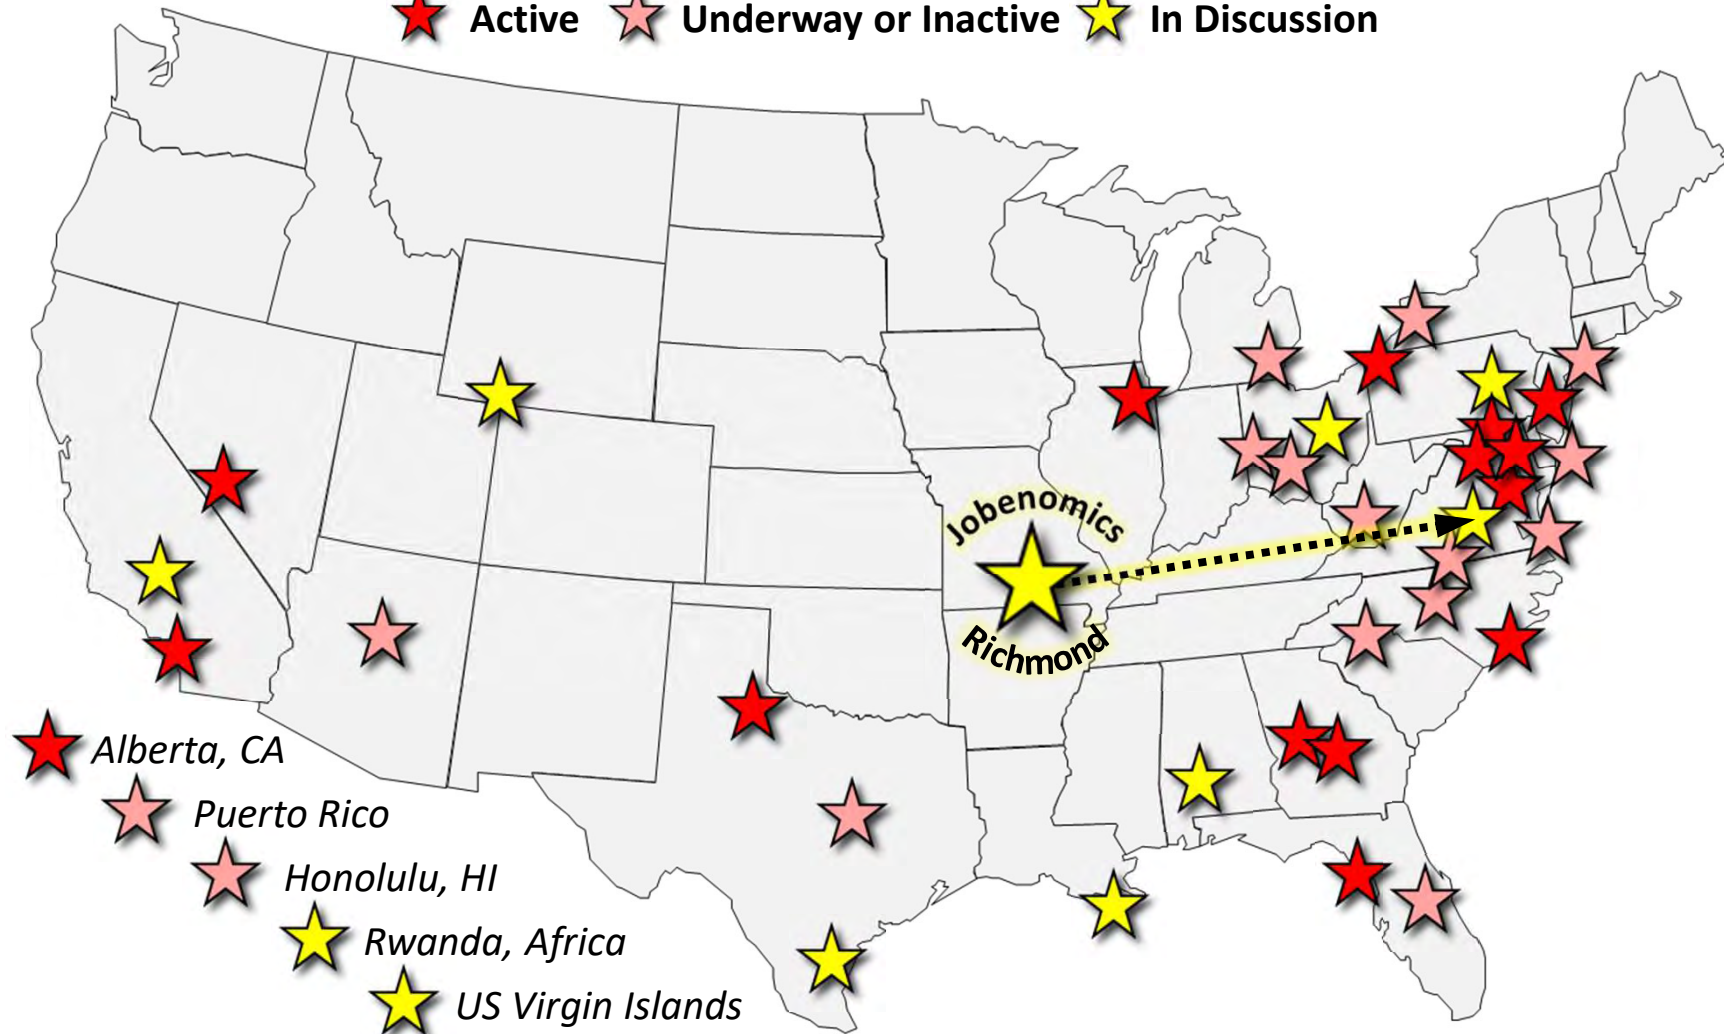 Active Underway or Inactive In Discussion
Jobenomics
Richmond
Alberta, CA
Puerto Rico
Honolulu, HI
Rwanda, Africa
US Virgin Islands